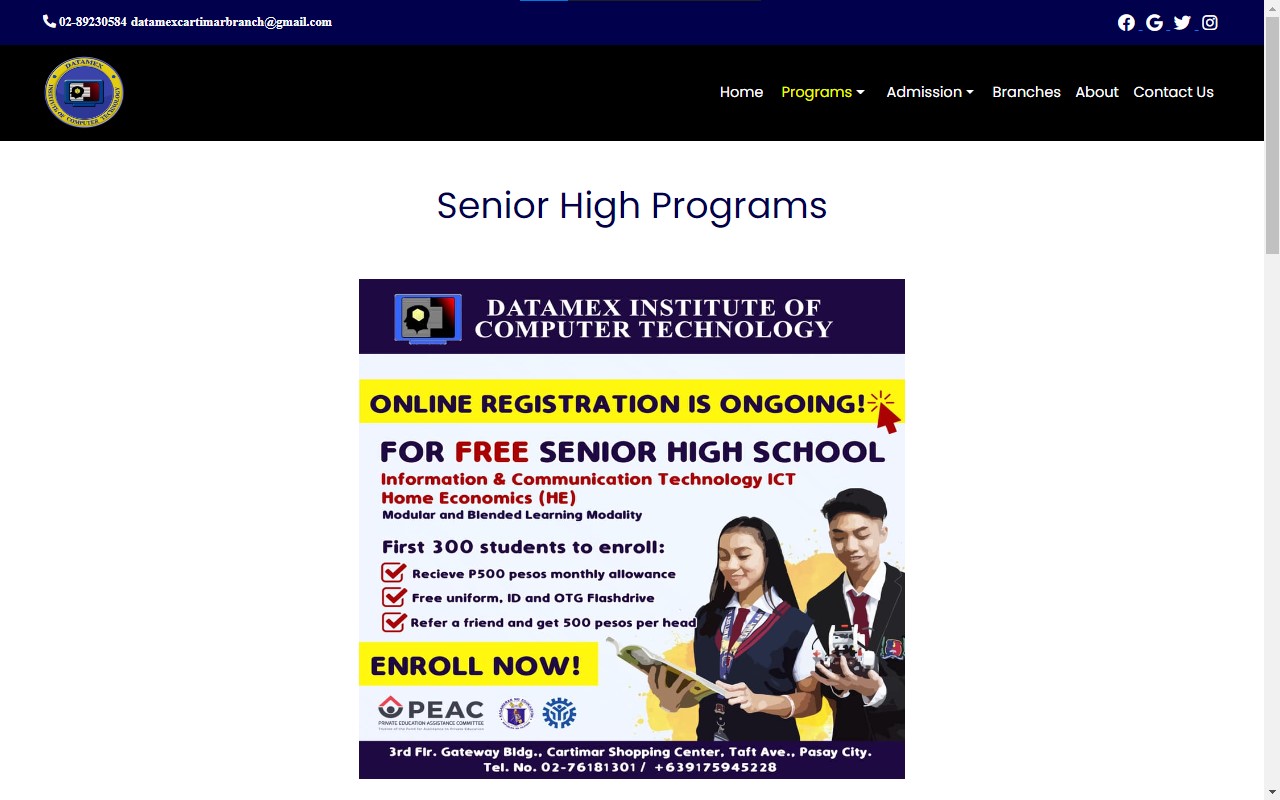 02-89230584 datamexcartimarbranch@gmail.com
DATAMEX
INSTITUTE OF COMPUTER TECHNOLOGY
Home Programs Admission Branches About Contact Us
Senior High Programs
DATAMEX INSTITUTE OF
COMPUTER TECHNOLOGY
ONLINE REGISTRATION IS ONGOING!
FOR FREE SENIOR HIGH SCHOOL
Information & Communication Technology ICT
Home Economics (HE)
Modular and Blended Learning Modality
First 300 students to enroll:
Recieve P500 pesos monthly allowance
Free uniform, ID and OTG Flashdrive
Refer a friend and get 500 pesos per head
ENROLL NOW!
PEAC
PRIVATE EDUCATION ASSISTANCE COMMITTEE
3rd Flr. Gateway Bldg., Cartimar Shopping Center, Taft Ave., Pasay City.
Tel. No. 02-76181301 / +639175945228